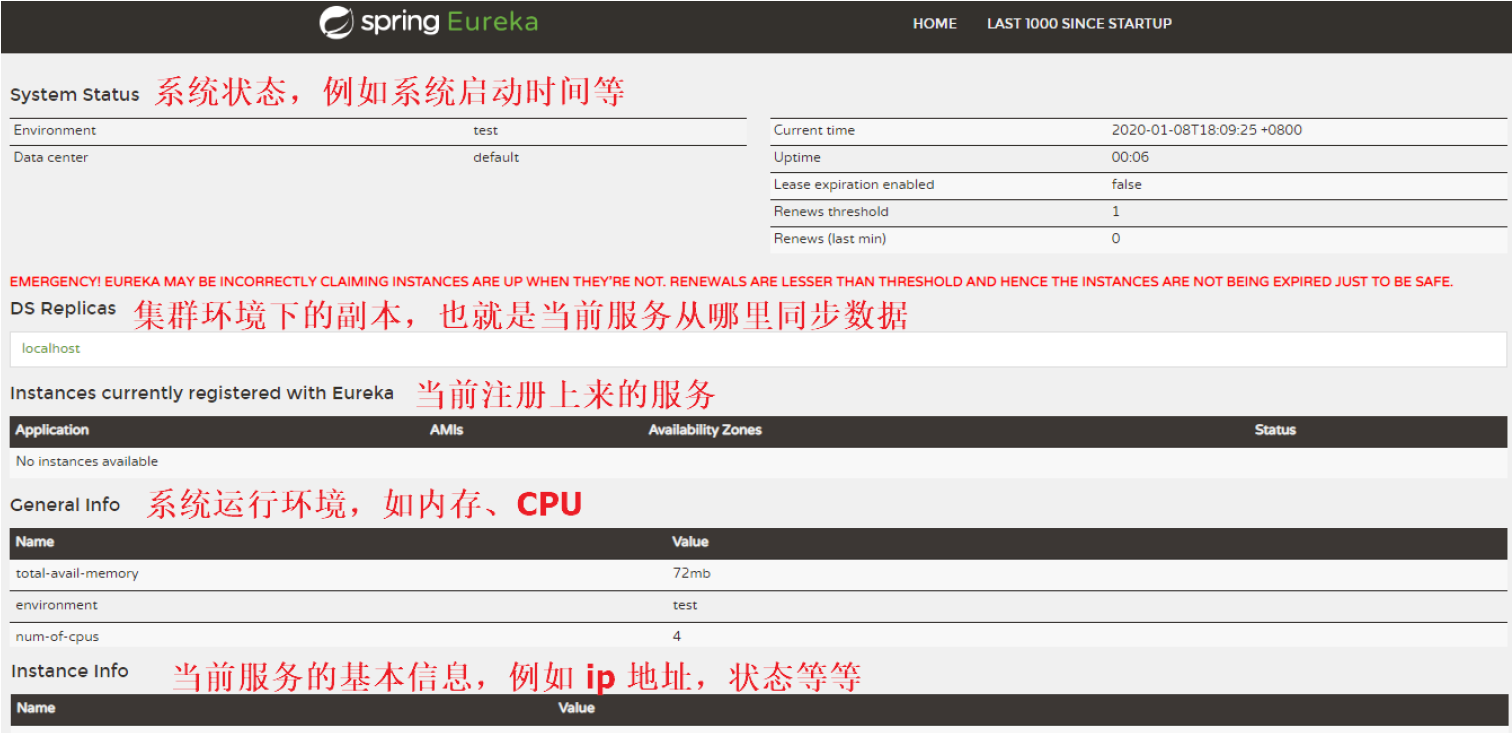 spring Eureka HOME LAST 1000 SINCE STARTUP
System Status 系统状态，例如系统启动时间等
Environment test
Data center default
Current time 2020-01-08T18:09:25 +0800
Uptime 00:06
Lease expiration enabled false
Renews threshold 1
Renews (last min) 0
EMERGENCY! EUREKA MAY BE INCORRECTLY CLAIMING INSTANCES ARE UP WHEN THEY'RE NOT. RENEWALS ARE LESSER THAN THRESHOLD AND HENCE THE INSTANCES ARE NOT BEING EXPIRED JUST TO BE SAFE.
DS Replicas 集群环境下的副本，也就是当前服务从哪里同步数据
localhost
Instances currently registered with Eureka 当前注册上来的服务
Application AMIs Availability Zones Status
No instances available
General Info 系统运行环境，如内存、CPU
Name Value
total-avail-memory 72mb
environment test
num-of-cpus 4
Instance Info 当前服务的基本信息，例如 ip 地址，状态等等
Name Value